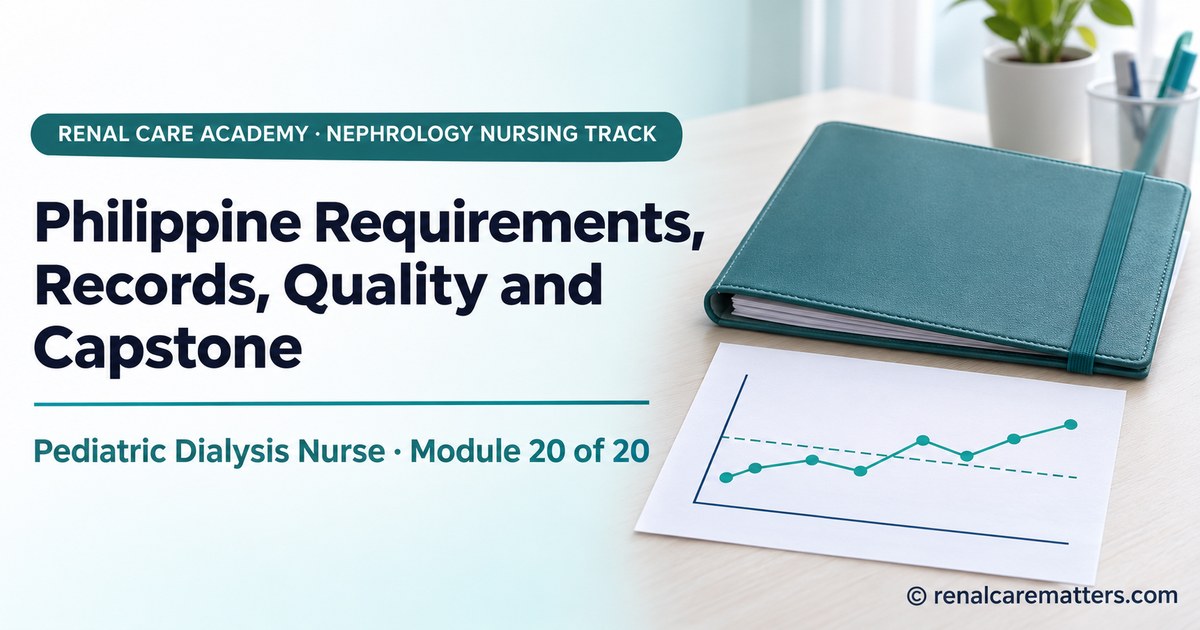 RENAL CARE ACADEMY · NEPHROLOGY NURSING TRACK
Philippine Requirements,
Records, Quality and
Capstone
Pediatric Dialysis Nurse · Module 20 of 20
© renalcarematters.com